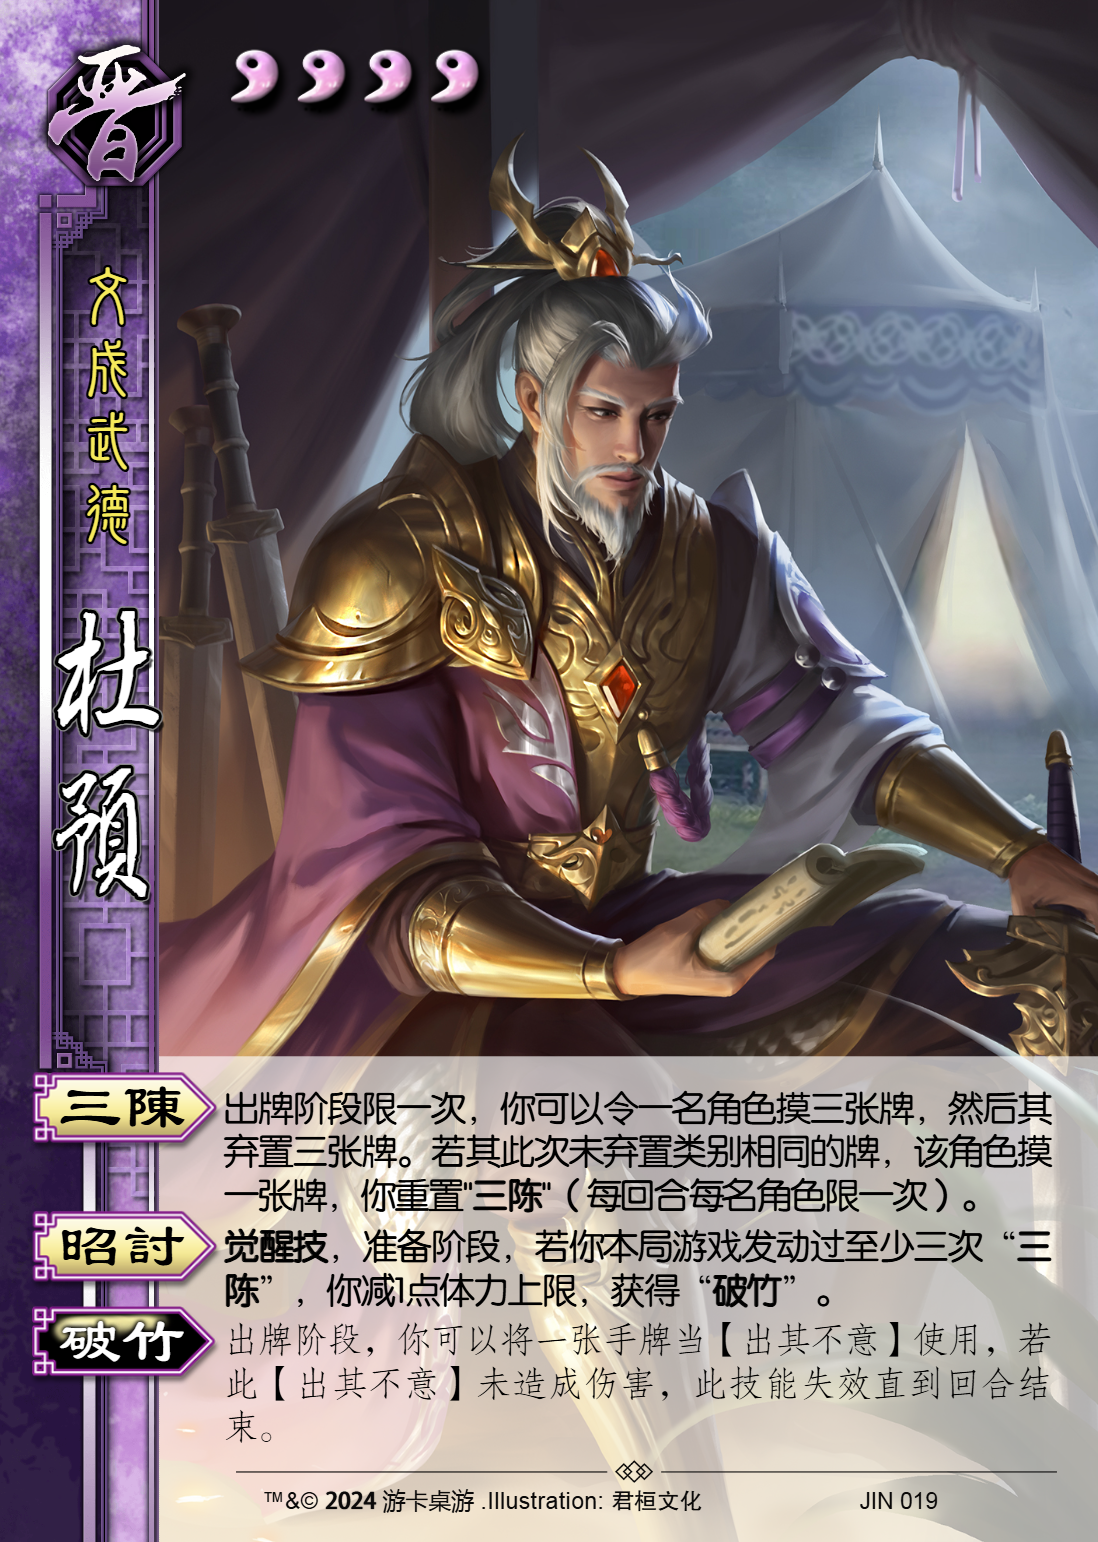 晋
文成武德
杜預
三陳
出牌阶段限一次，你可以令一名角色摸三张牌，然后其
弃置三张牌。若其此次未弃置类别相同的牌，该角色摸
一张牌，你重置"三陈"（每回合每名角色限一次）。
昭討
觉醒技，准备阶段，若你本局游戏发动过至少三次“三
陈”，你减1点体力上限，获得“破竹”。
破竹
出牌阶段，你可以将一张手牌当【出其不意】使用，若
此【出其不意】未造成伤害，此技能失效直到回合结
束。
™&© 2024 游卡桌游 .Illustration: 君桓文化
JIN 019